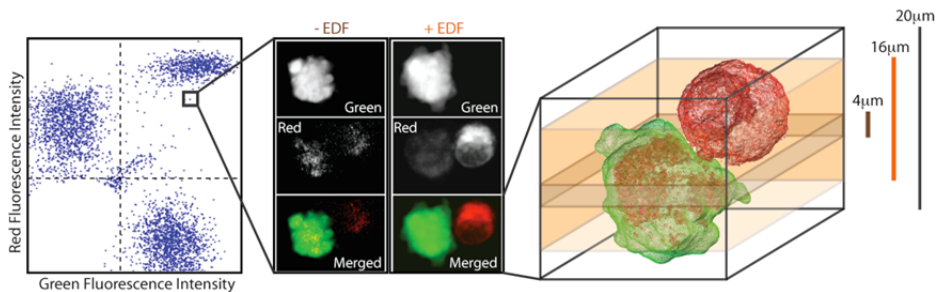 Red Fluorescence Intensity
Green Fluorescence Intensity
- EDF
+ EDF
Green
Green
Red
Red
Merged
Merged
4μm
16μm
20μm